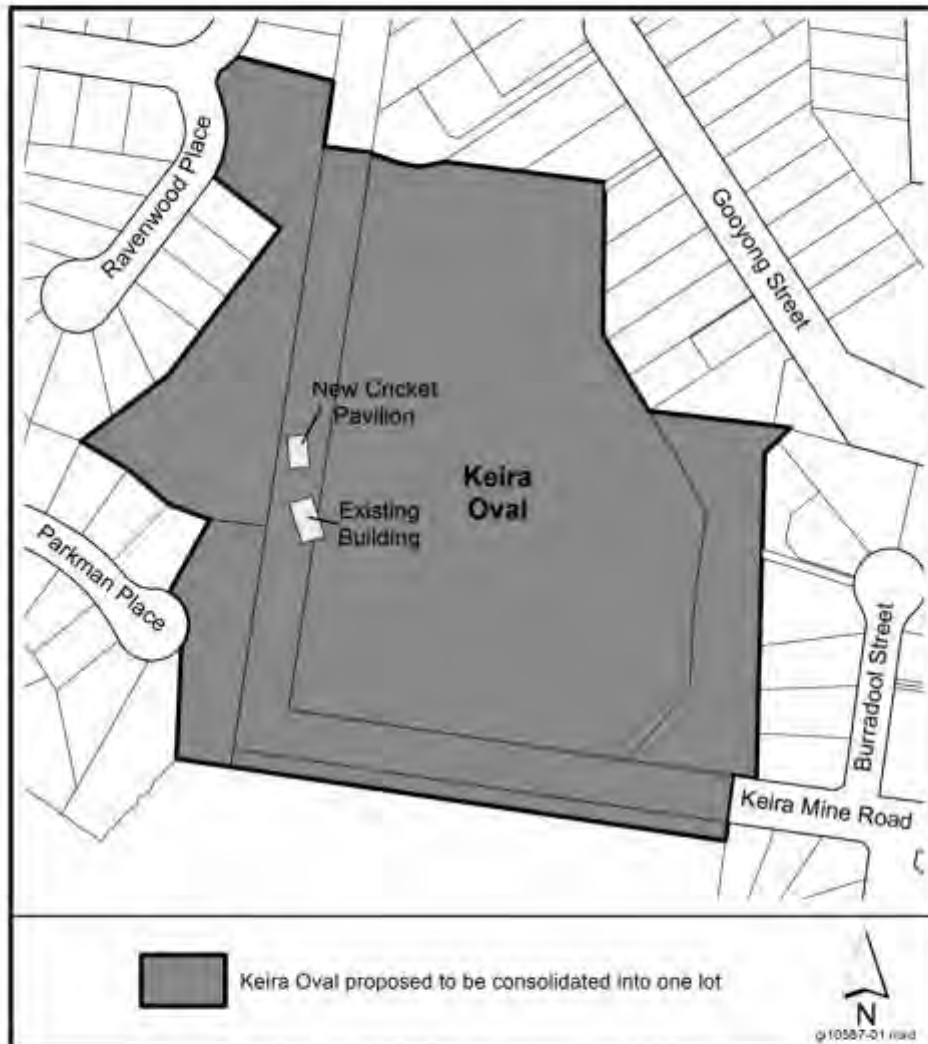 Ravenwood Place
Gooyong Street
New Cricket
Pavilion
Keira
Oval
Existing
Building
Parkman Place
Burradool Street
Keira Mine Road
Keira Oval proposed to be consolidated into one lot
N